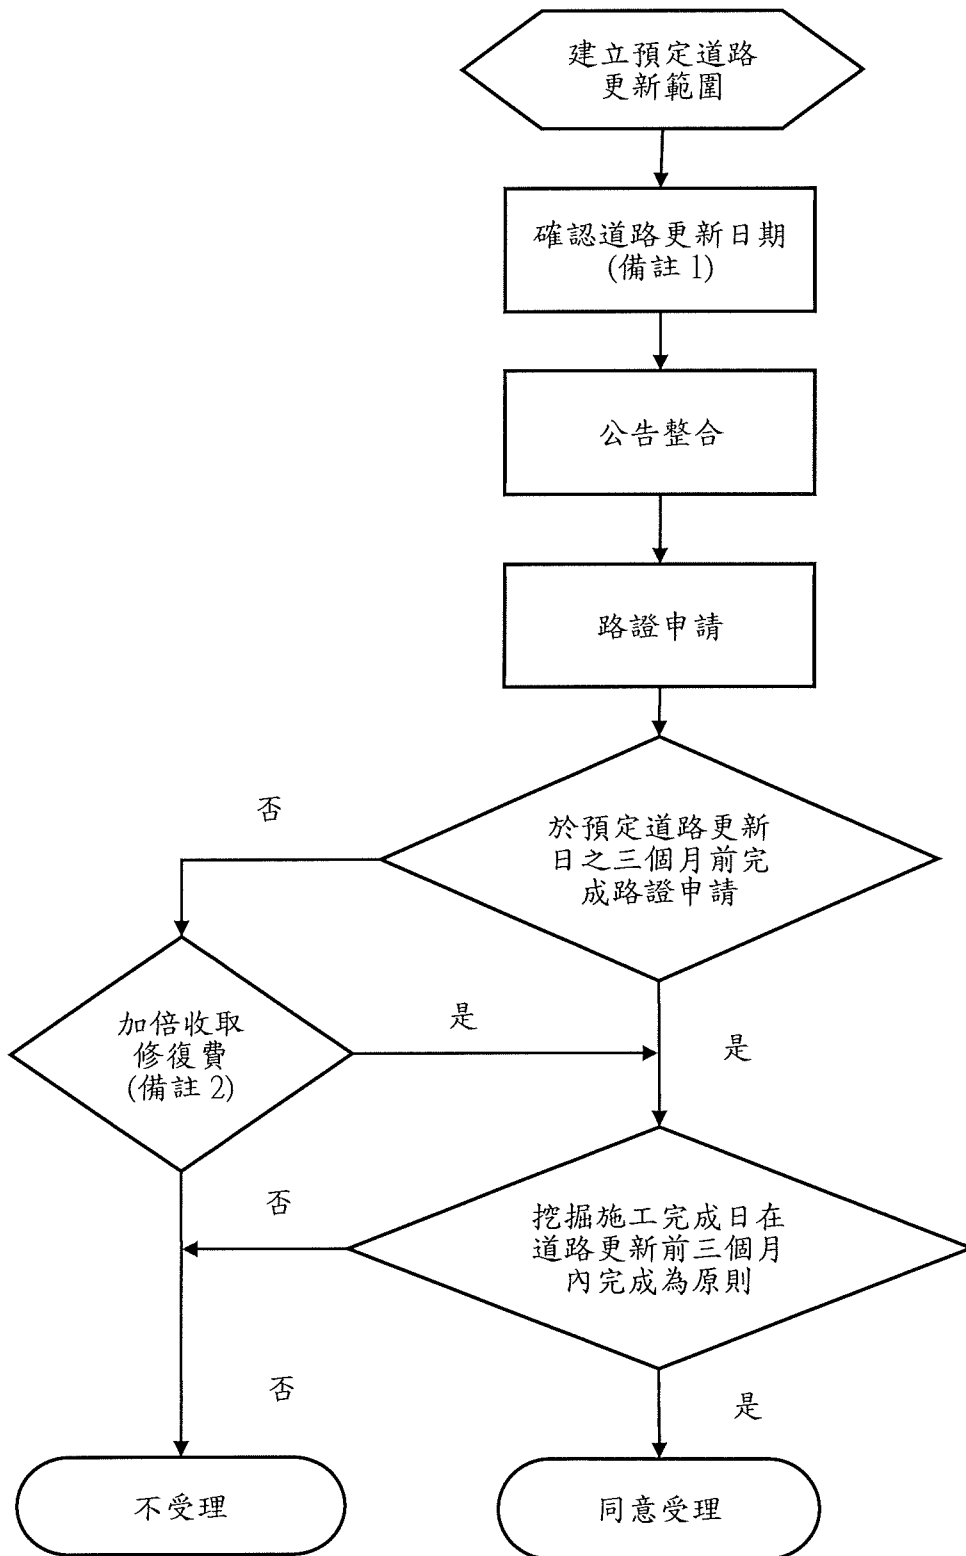 建立預定道路
更新範圍
確認道路更新日期
(備註 1)
公告整合
路證申請
於預定道路更新
日之三個月前完
成路證申請
否
加倍收取
修復費
(備註 2)
是
是
挖掘施工完成日在
道路更新前三個月
內完成為原則
否
否
是
不受理
同意受理